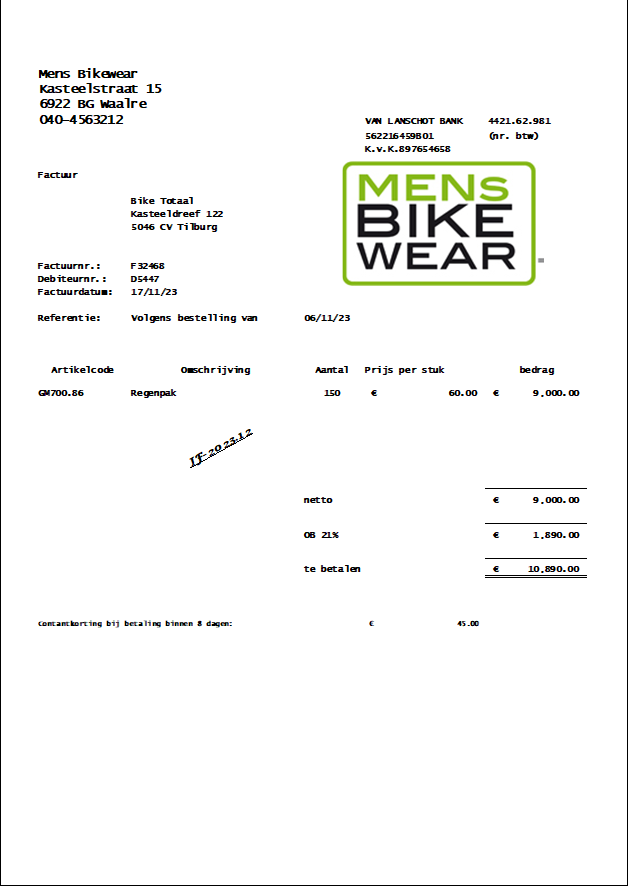 Mens Bikewear
Kasteelstraat 15
6922 BG Waalre
040-4563212
VAN LANSCHOT BANK 4421.62.981
562216459B01 (nr. btw)
K.v.K.897654658
MENS
BIKE
WEAR
Factuur
Bike Totaal
Kasteeldreef 122
5046 CV Tilburg
Factuurnr.: F32468
Debiteurnr.: D5447
Factuurdatum: 17/11/23
Referentie: Volgens bestelling van 06/11/23
Artikelcode Omschrijving Aantal Prijs per stuk bedrag
GM700.86 Regenpak 150 € 60.00 € 9,000.00
IF-2023.12
netto € 9,000.00
OB 21% € 1,890.00
te betalen € 10,890.00
Contantkorting bij betaling binnen 8 dagen: € 45.00